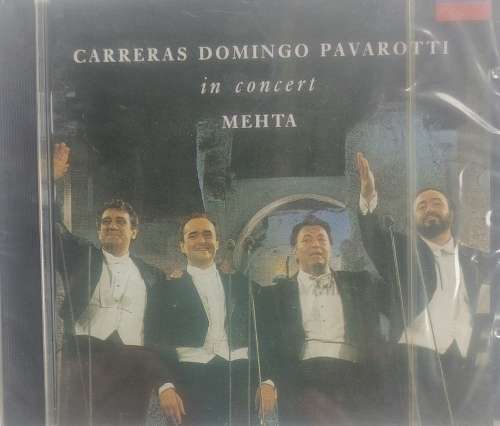 CARRERAS DOMINGO PAVAROTTI
in concert
MEHTA